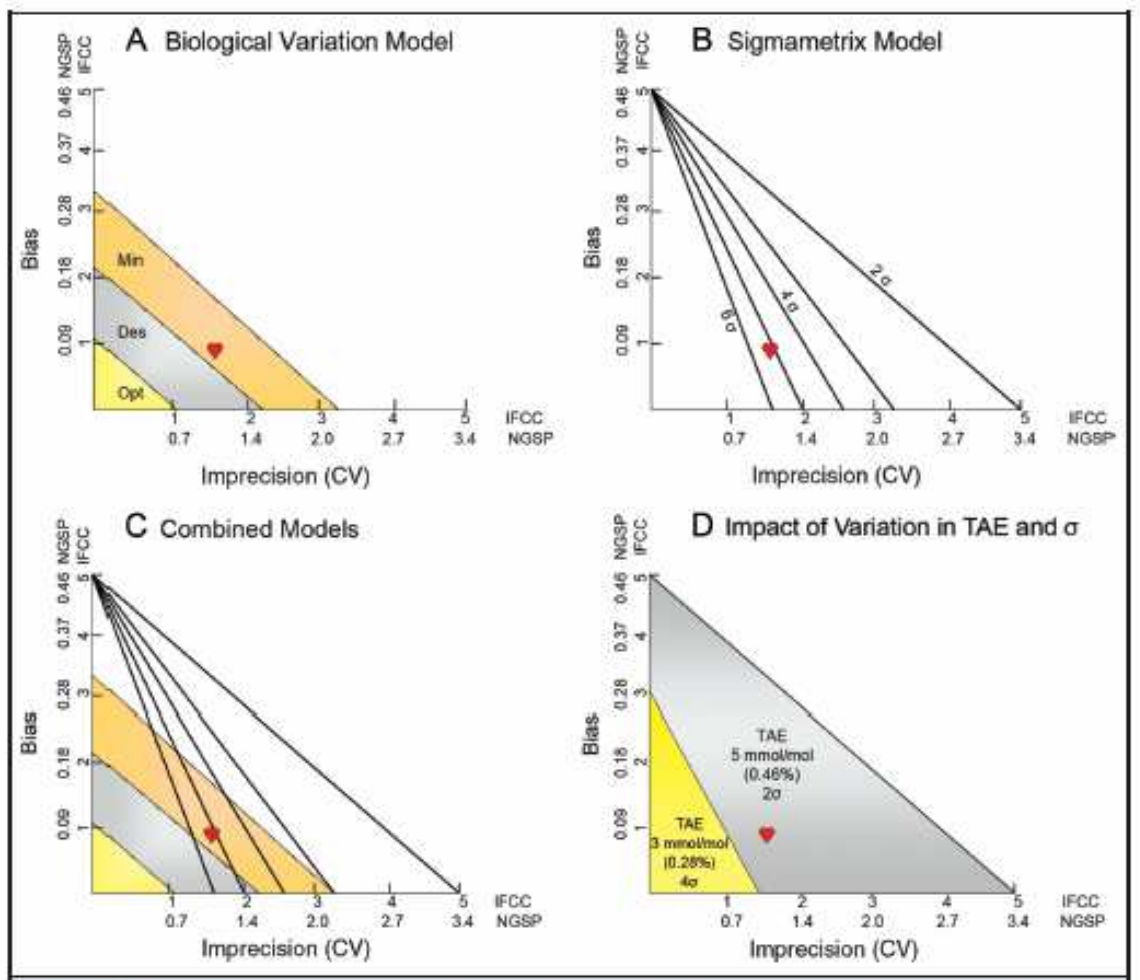 A Biological Variation Model
NGSP
IFCC
0.46 5
0.37 4
0.28 3
0.18 2
0.09 1
Bias
Min
Des
Opt
1 2 3 4 5 IFCC
0.7 1.4 2.0 2.7 3.4 NGSP
Imprecision (CV)
B Sigmametrix Model
NGSP
IFCC
0.46 5
0.37 4
0.28 3
0.18 2
0.09 1
Bias
2 σ
4 σ
6 σ
1 2 3 4 5 IFCC
0.7 1.4 2.0 2.7 3.4 NGSP
Imprecision (CV)
C Combined Models
NGSP
IFCC
0.46 5
0.37 4
0.28 3
0.18 2
0.09 1
Bias
1 2 3 4 5 IFCC
0.7 1.4 2.0 2.7 3.4 NGSP
Imprecision (CV)
D Impact of Variation in TAE and σ
NGSP
IFCC
0.46 5
0.37 4
0.28 3
0.18 2
0.09 1
Bias
TAE
5 mmol/mol
(0.46%)
2σ
TAE
3 mmol/mol
(0.28%)
4σ
1 2 3 4 5 IFCC
0.7 1.4 2.0 2.7 3.4 NGSP
Imprecision (CV)